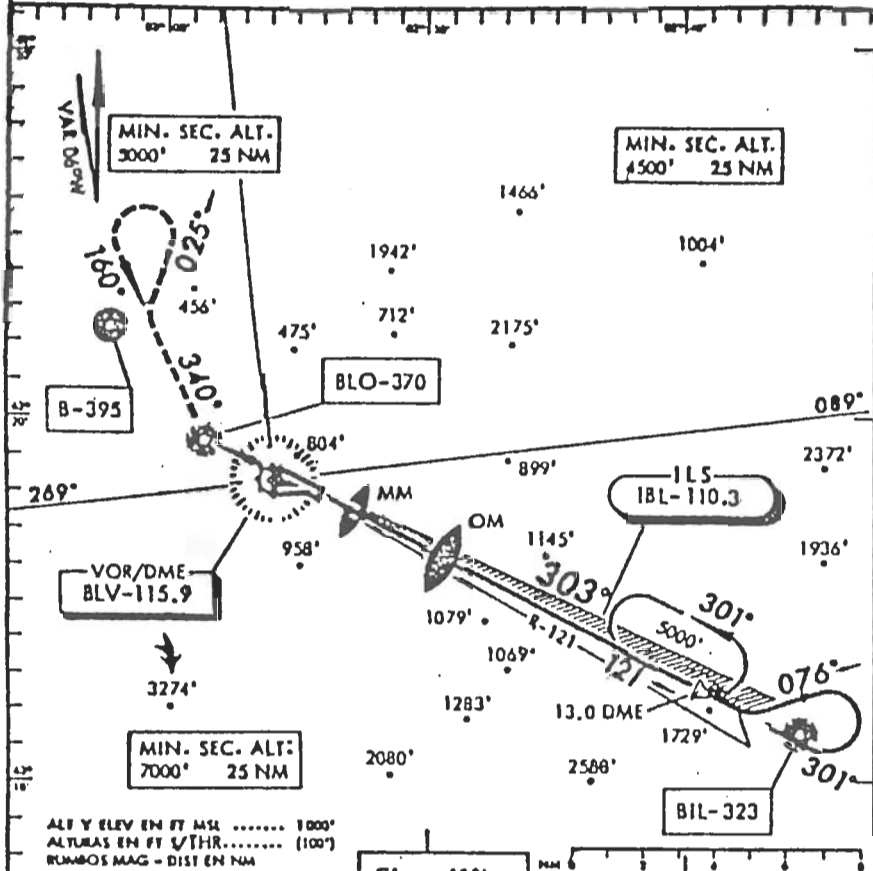 VAR 06°W
MIN. SEC. ALT.
3000' 25 NM
MIN. SEC. ALT.
4500' 25 NM
1466'
1942'
1004'
025°
160°
456'
475'
712'
2175'
340°
B-395
BLO-370
089°
804'
899'
2372'
269°
ILS
IBL-110.3
MM
OM
958'
1145'
1936'
VOR/DME
BLV-115.9
303°
301°
1079'
R-121
5000'
1069'
121
076°
3274'
1283'
13.0 DME
1729'
MIN. SEC. ALT:
7000' 25 NM
2080'
2588'
301°
BIL-323
ALT Y ELEV EN FT MSL ........ 1000'
ALTURAS EN FT S/THR........ (100')
RUMBOS MAG - DIST EN NM
NM 0